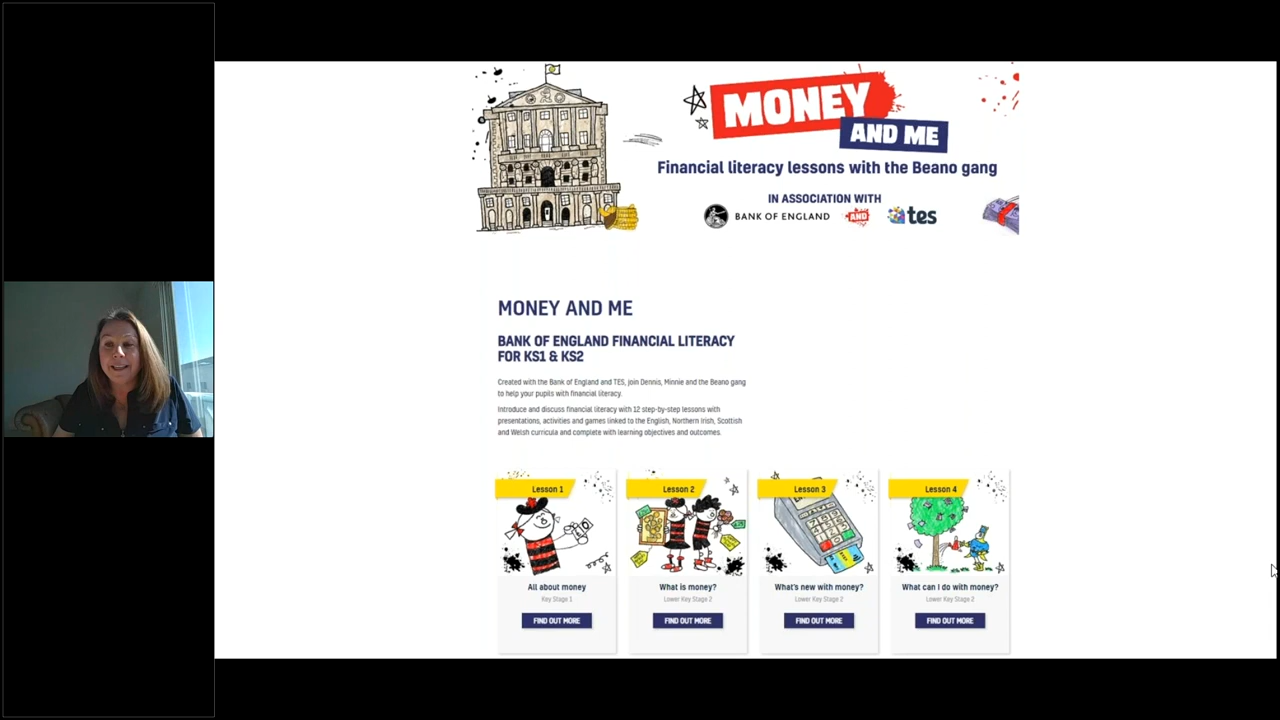 MONEY
AND ME
Financial literacy lessons with the Beano gang
IN ASSOCIATION WITH
BANK OF ENGLAND AND tes
MONEY AND ME
BANK OF ENGLAND FINANCIAL LITERACY
FOR KS1 & KS2
Created with the Bank of England and TES, join Dennis, Minnie and the Beano gang
to help your pupils with financial literacy.
Introduce and discuss financial literacy with 12 step-by-step lessons with
presentations, activities and games linked to the English, Northern Irish, Scottish
and Welsh curricula and complete with learning objectives and outcomes.
Lesson 1
All about money
Key Stage 1
FIND OUT MORE
Lesson 2
What is money?
Lower Key Stage 2
FIND OUT MORE
Lesson 3
What's new with money?
Lower Key Stage 2
FIND OUT MORE
Lesson 4
What can I do with money?
Lower Key Stage 2
FIND OUT MORE